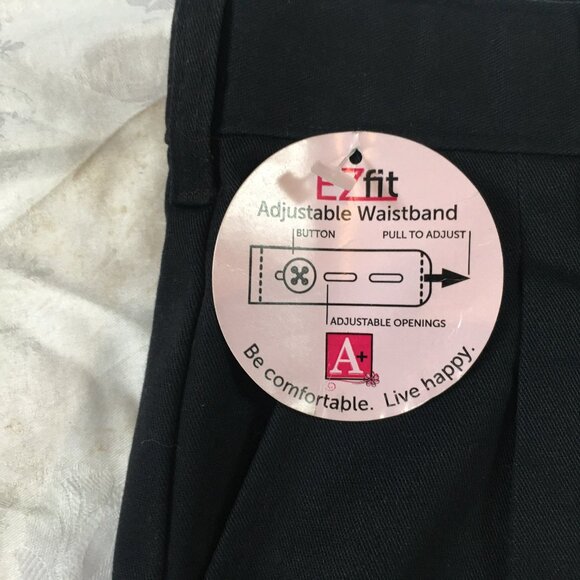 EZfit
Adjustable Waistband
BUTTON PULL TO ADJUST
ADJUSTABLE OPENINGS
A+
Be comfortable. Live happy.